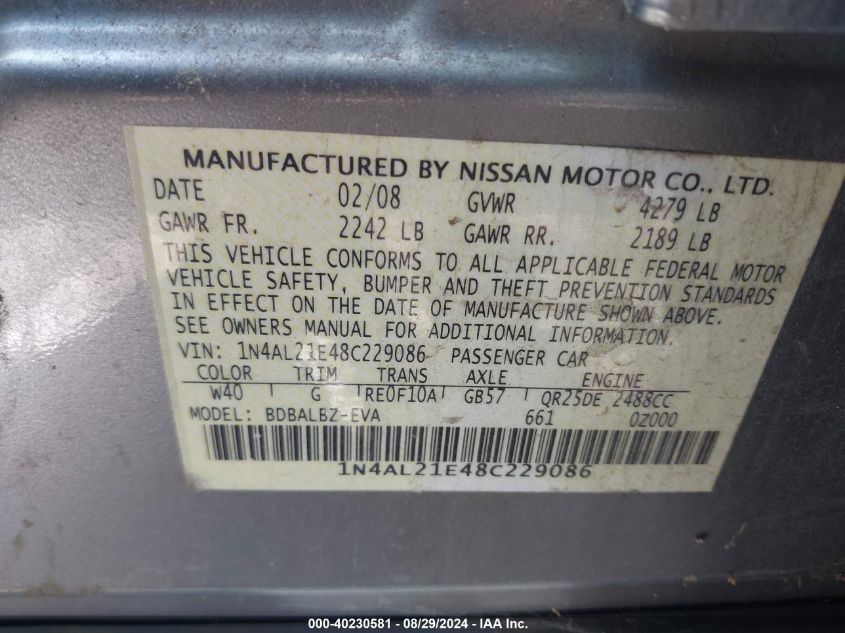 MANUFACTURED BY NISSAN MOTOR CO., LTD.
DATE 02/08 GVWR 4279 LB
GAWR FR. 2242 LB GAWR RR. 2189 LB
THIS VEHICLE CONFORMS TO ALL APPLICABLE FEDERAL MOTOR
VEHICLE SAFETY, BUMPER AND THEFT PREVENTION STANDARDS
IN EFFECT ON THE DATE OF MANUFACTURE SHOWN ABOVE.
SEE OWNERS MANUAL FOR ADDITIONAL INFORMATION.
VIN: 1N4AL21E48C229086 PASSENGER CAR
COLOR TRIM TRANS AXLE ENGINE
W40 G RE0F10A GB57 QR25DE 2488CC
MODEL: BDBALBZ-EVA 661 0Z000
1N4AL21E48C229086
000-40230581 - 08/29/2024 - IAA Inc.